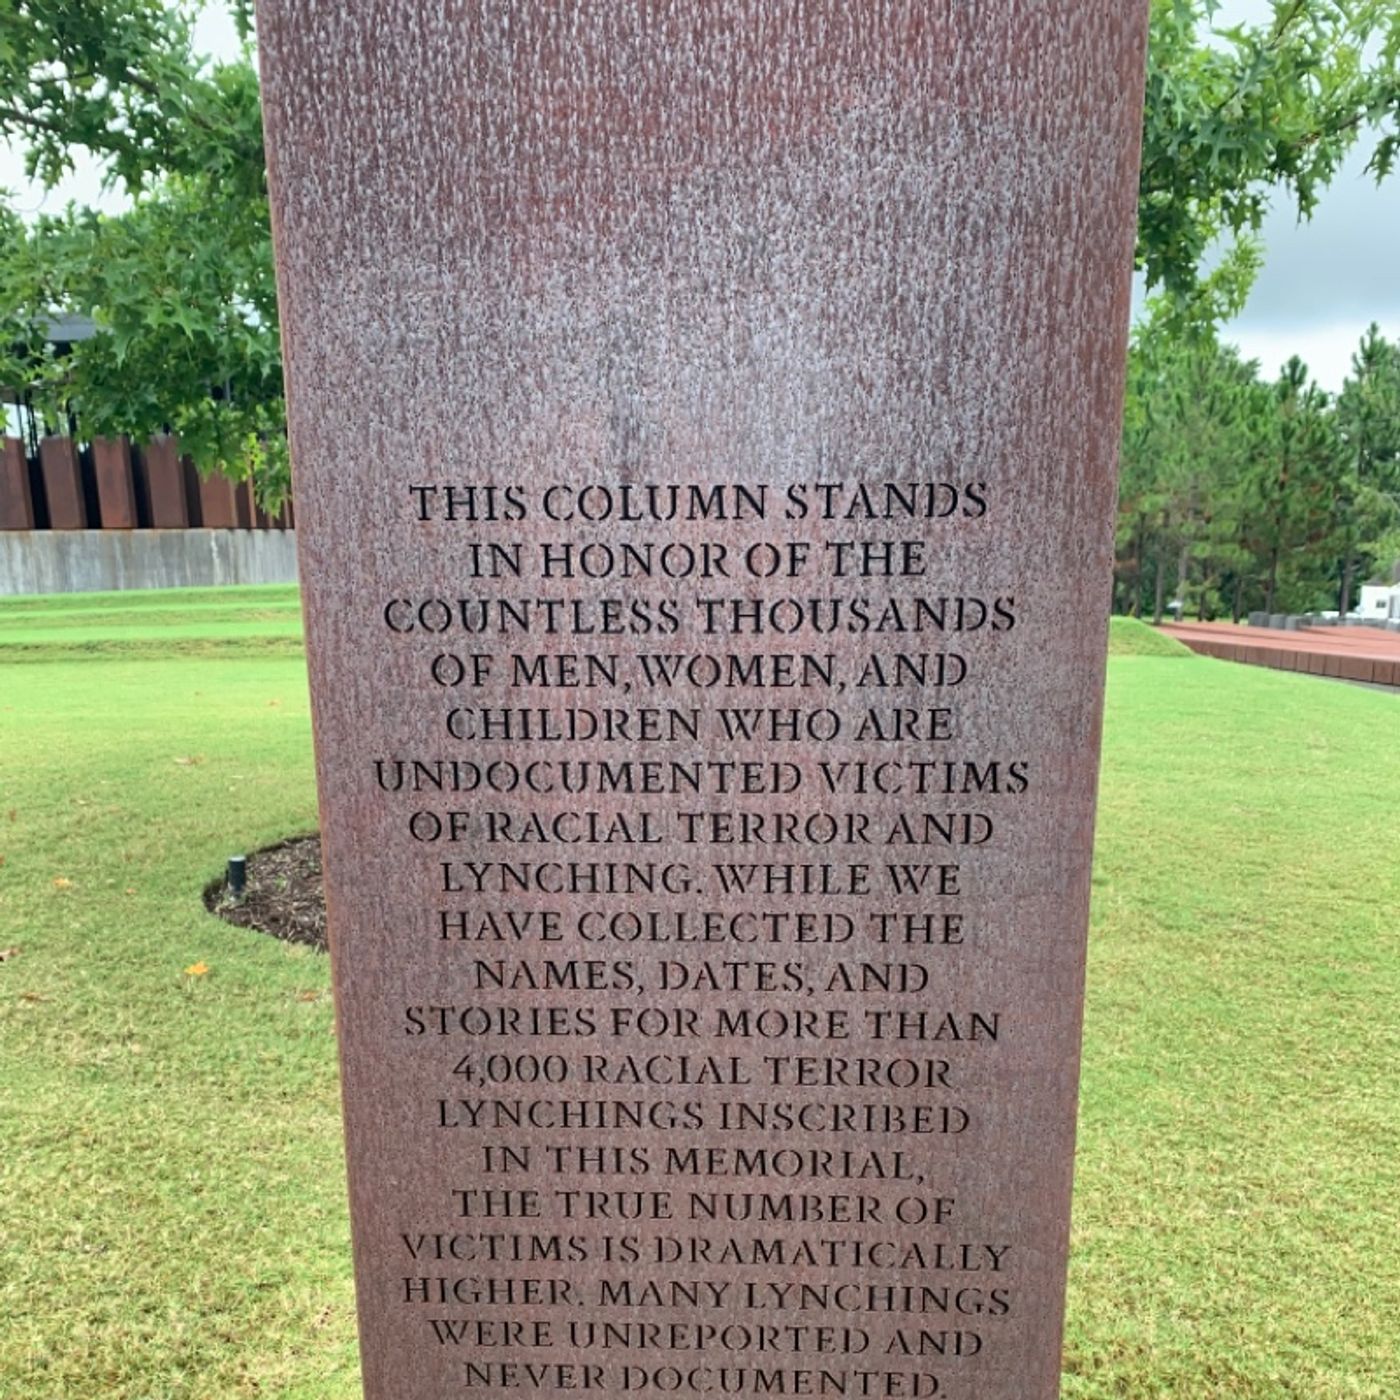 THIS COLUMN STANDS
IN HONOR OF THE
COUNTLESS THOUSANDS
OF MEN, WOMEN, AND
CHILDREN WHO ARE
UNDOCUMENTED VICTIMS
OF RACIAL TERROR AND
LYNCHING. WHILE WE
HAVE COLLECTED THE
NAMES, DATES, AND
STORIES FOR MORE THAN
4,000 RACIAL TERROR
LYNCHINGS INSCRIBED
IN THIS MEMORIAL,
THE TRUE NUMBER OF
VICTIMS IS DRAMATICALLY
HIGHER. MANY LYNCHINGS
WERE UNREPORTED AND
NEVER DOCUMENTED.